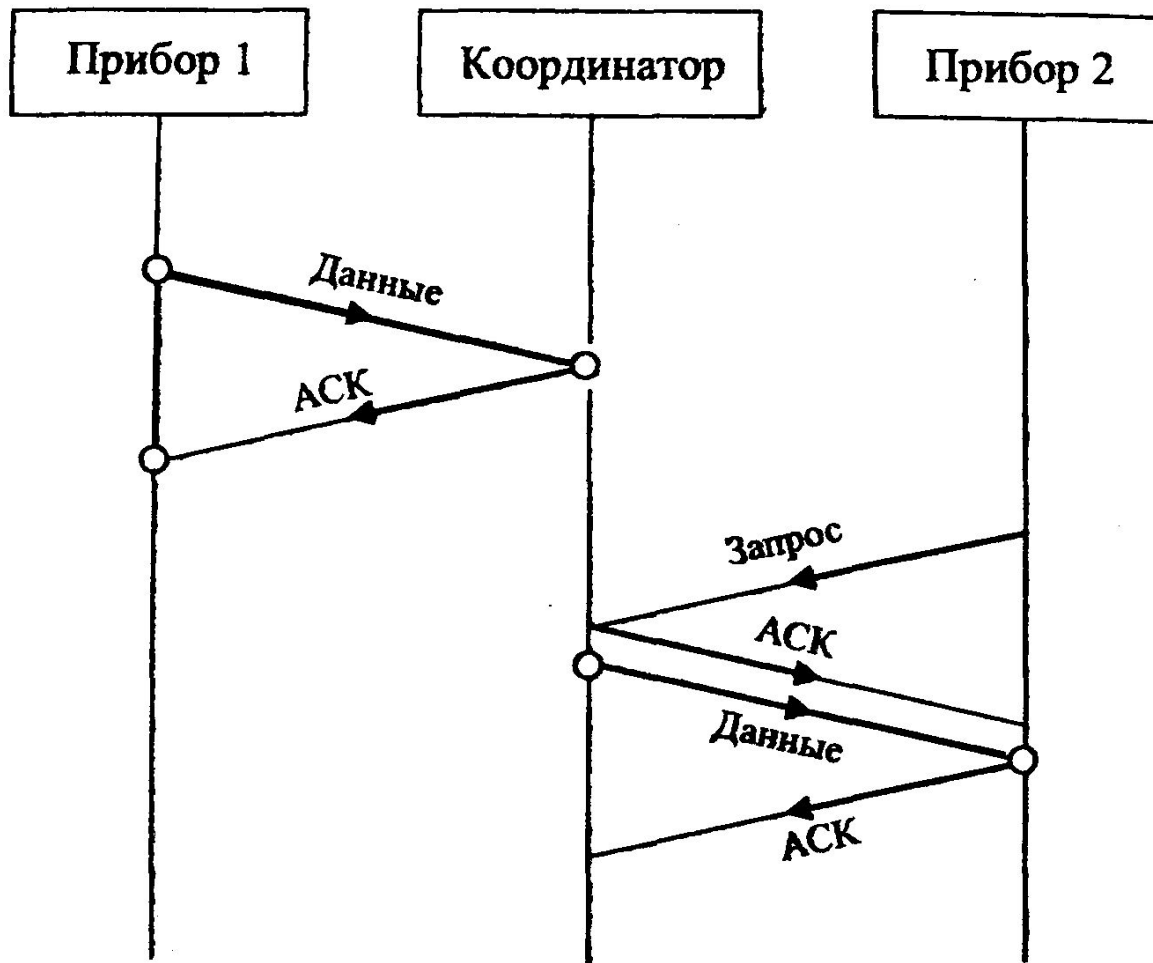 Прибор 1
Координатор
Прибор 2
Данные
АСК
Запрос
АСК
Данные
АСК